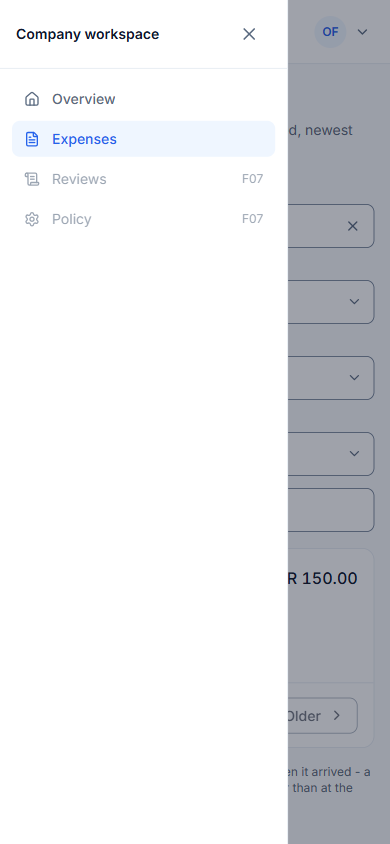 Company workspace
OF
Overview
d, newest
Expenses
Reviews F07
Policy F07
R 150.00
Older
en it arrived - a
than at the